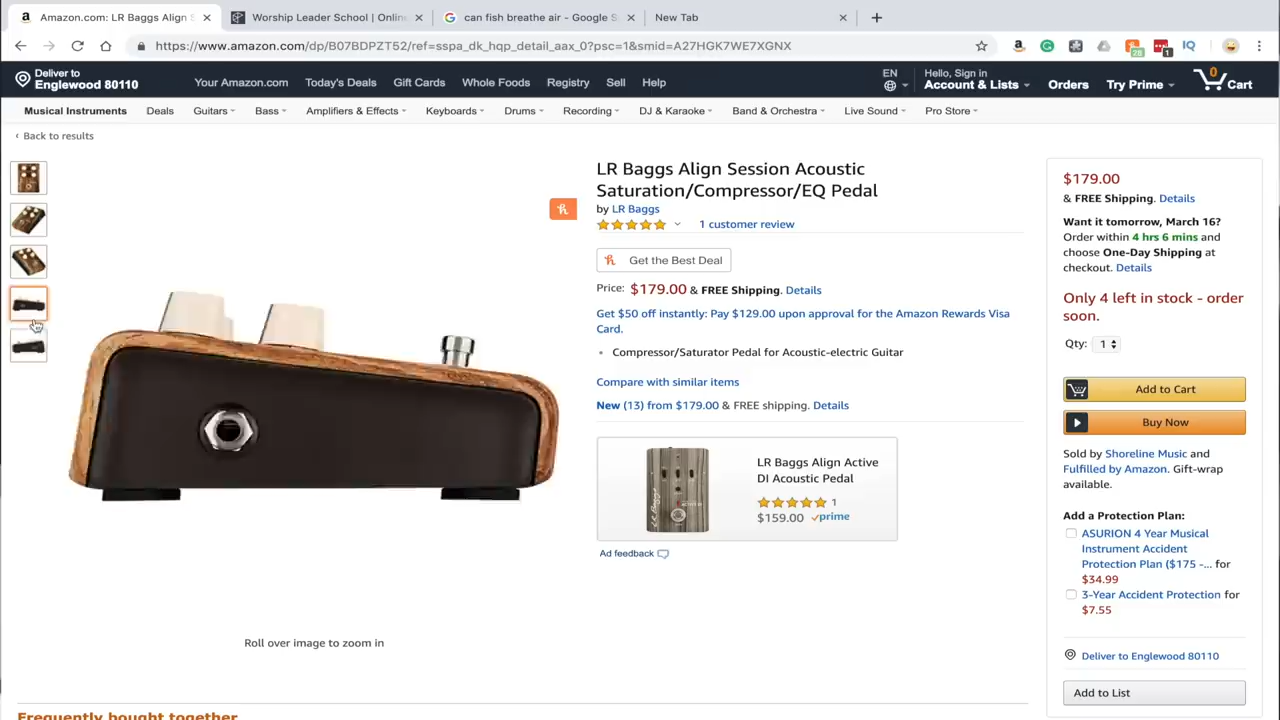 Amazon.com: LR Baggs Align S
Worship Leader School | Online
can fish breathe air - Google S
New Tab
https://www.amazon.com/dp/B07BDPZT52/ref=sspa_dk_hqp_detail_aax_0?psc=1&smid=A27HGK7WE7XGNX
28
1
IQ
Deliver to
Englewood 80110
Your Amazon.com
Today's Deals
Gift Cards
Whole Foods
Registry
Sell
Help
EN
Hello, Sign in
Account & Lists
Orders
Try Prime
0
Cart
Musical Instruments
Deals
Guitars
Bass
Amplifiers & Effects
Keyboards
Drums
Recording
DJ & Karaoke
Band & Orchestra
Live Sound
Pro Store
‹ Back to results
LR Baggs Align Session Acoustic
Saturation/Compressor/EQ Pedal
by LR Baggs
1 customer review
Get the Best Deal
Price: $179.00 & FREE Shipping. Details
Get $50 off instantly: Pay $129.00 upon approval for the Amazon Rewards Visa
Card.
• Compressor/Saturator Pedal for Acoustic-electric Guitar
Compare with similar items
New (13) from $179.00 & FREE shipping. Details
LR Baggs Align Active
DI Acoustic Pedal
1
$159.00 prime
Ad feedback
Roll over image to zoom in
Frequently bought together
$179.00
& FREE Shipping. Details
Want it tomorrow, March 16?
Order within 4 hrs 6 mins and
choose One-Day Shipping at
checkout. Details
Only 4 left in stock - order
soon.
Qty: 1
Add to Cart
Buy Now
Sold by Shoreline Music and
Fulfilled by Amazon. Gift-wrap
available.
Add a Protection Plan:
ASURION 4 Year Musical
Instrument Accident
Protection Plan ($175 -... for
$34.99
3-Year Accident Protection for
$7.55
Deliver to Englewood 80110
Add to List